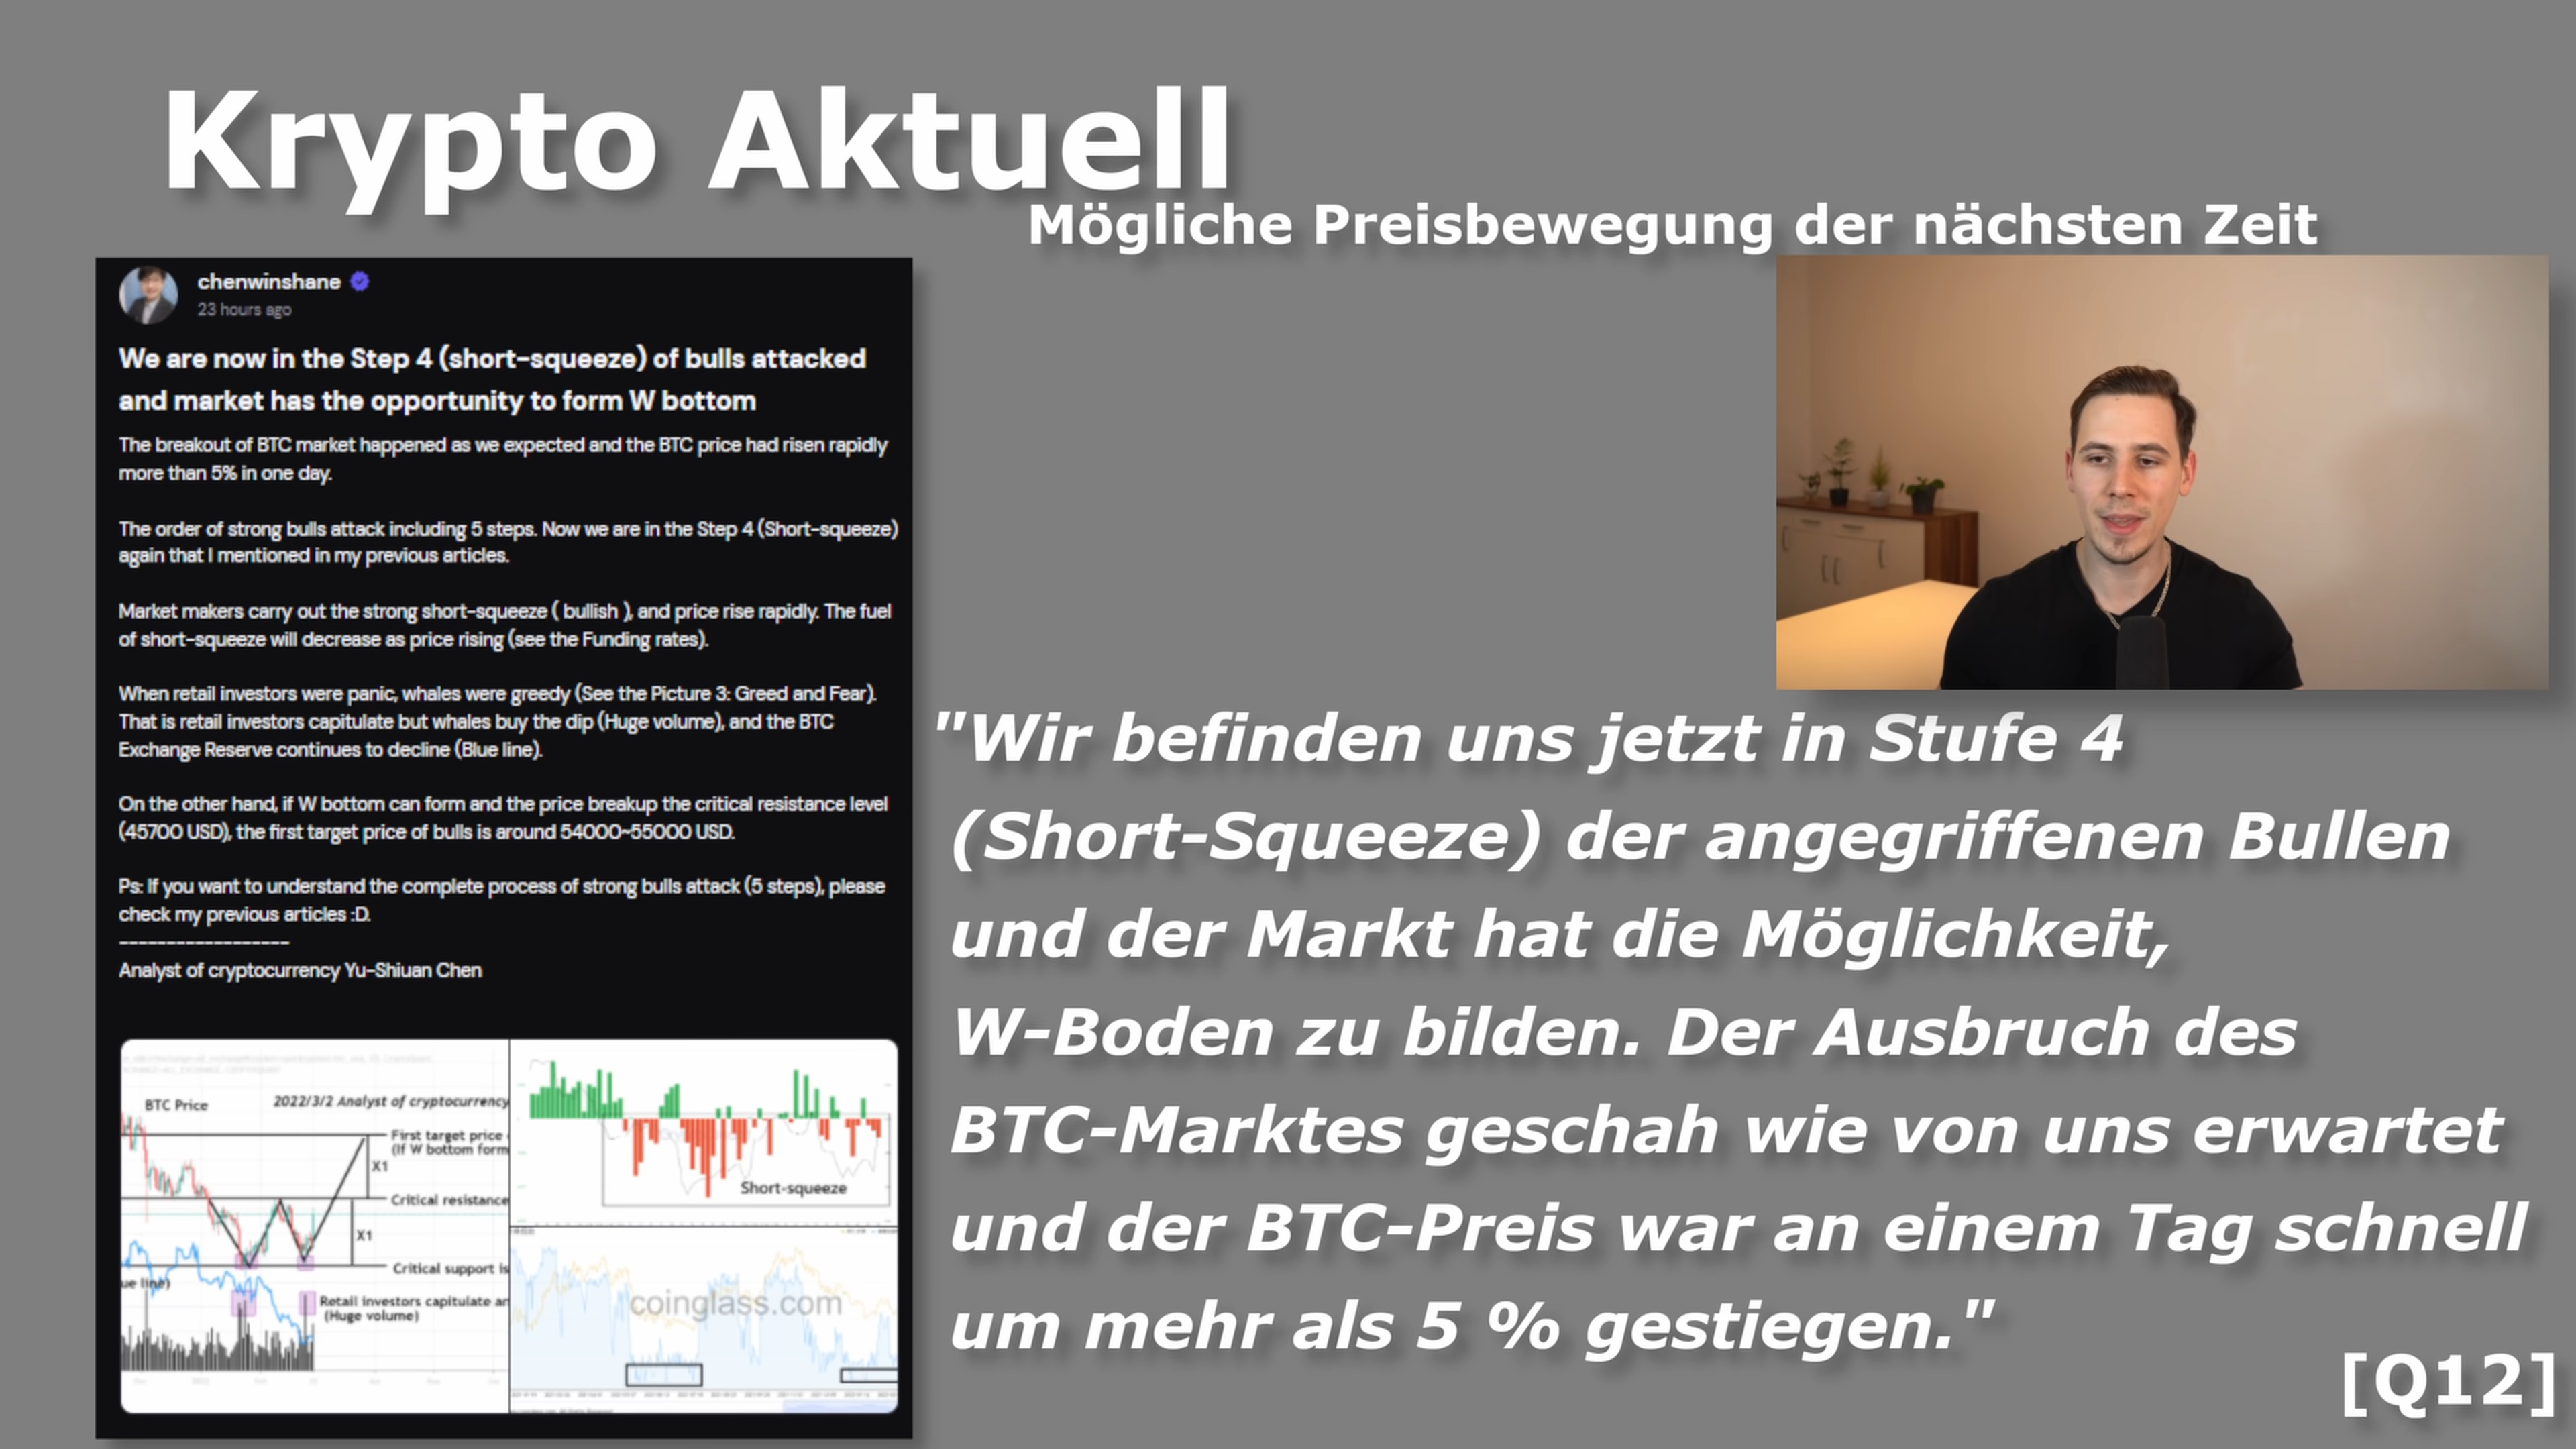 Krypto Aktuell
Mögliche Preisbewegung der nächsten Zeit
chenwinshane
23 hours ago
We are now in the Step 4 (short-squeeze) of bulls attacked
and market has the opportunity to form W bottom
The breakout of BTC market happened as we expected and the BTC price had risen rapidly
more than 5% in one day.
The order of strong bulls attack including 5 steps. Now we are in the Step 4 (Short-squeeze)
again that I mentioned in my previous articles.
Market makers carry out the strong short-squeeze ( bullish ), and price rise rapidly. The fuel
of short-squeeze will decrease as price rising (see the Funding rates).
When retail investors were panic, whales were greedy (See the Picture 3: Greed and Fear).
That is retail investors capitulate but whales buy the dip (Huge volume), and the BTC
Exchange Reserve continues to decline (Blue line).
On the other hand, if W bottom can form and the price breakup the critical resistance level
(45700 USD), the first target price of bulls is around 54000~55000 USD.
Ps: If you want to understand the complete process of strong bulls attack (5 steps), please
check my previous articles :D.
------------------
Analyst of cryptocurrency Yu-Shiuan Chen
BTC Price
2022/3/2 Analyst of cryptocurrency
First target price
(If W bottom form
X1
Critical resistance
X1
Critical support is
ue line)
Retail investors capitulate ar
(Huge volume)
Short-squeeze
coinglass.com
"Wir befinden uns jetzt in Stufe 4
(Short-Squeeze) der angegriffenen Bullen
und der Markt hat die Möglichkeit,
W-Boden zu bilden. Der Ausbruch des
BTC-Marktes geschah wie von uns erwartet
und der BTC-Preis war an einem Tag schnell
um mehr als 5 % gestiegen."
[Q12]